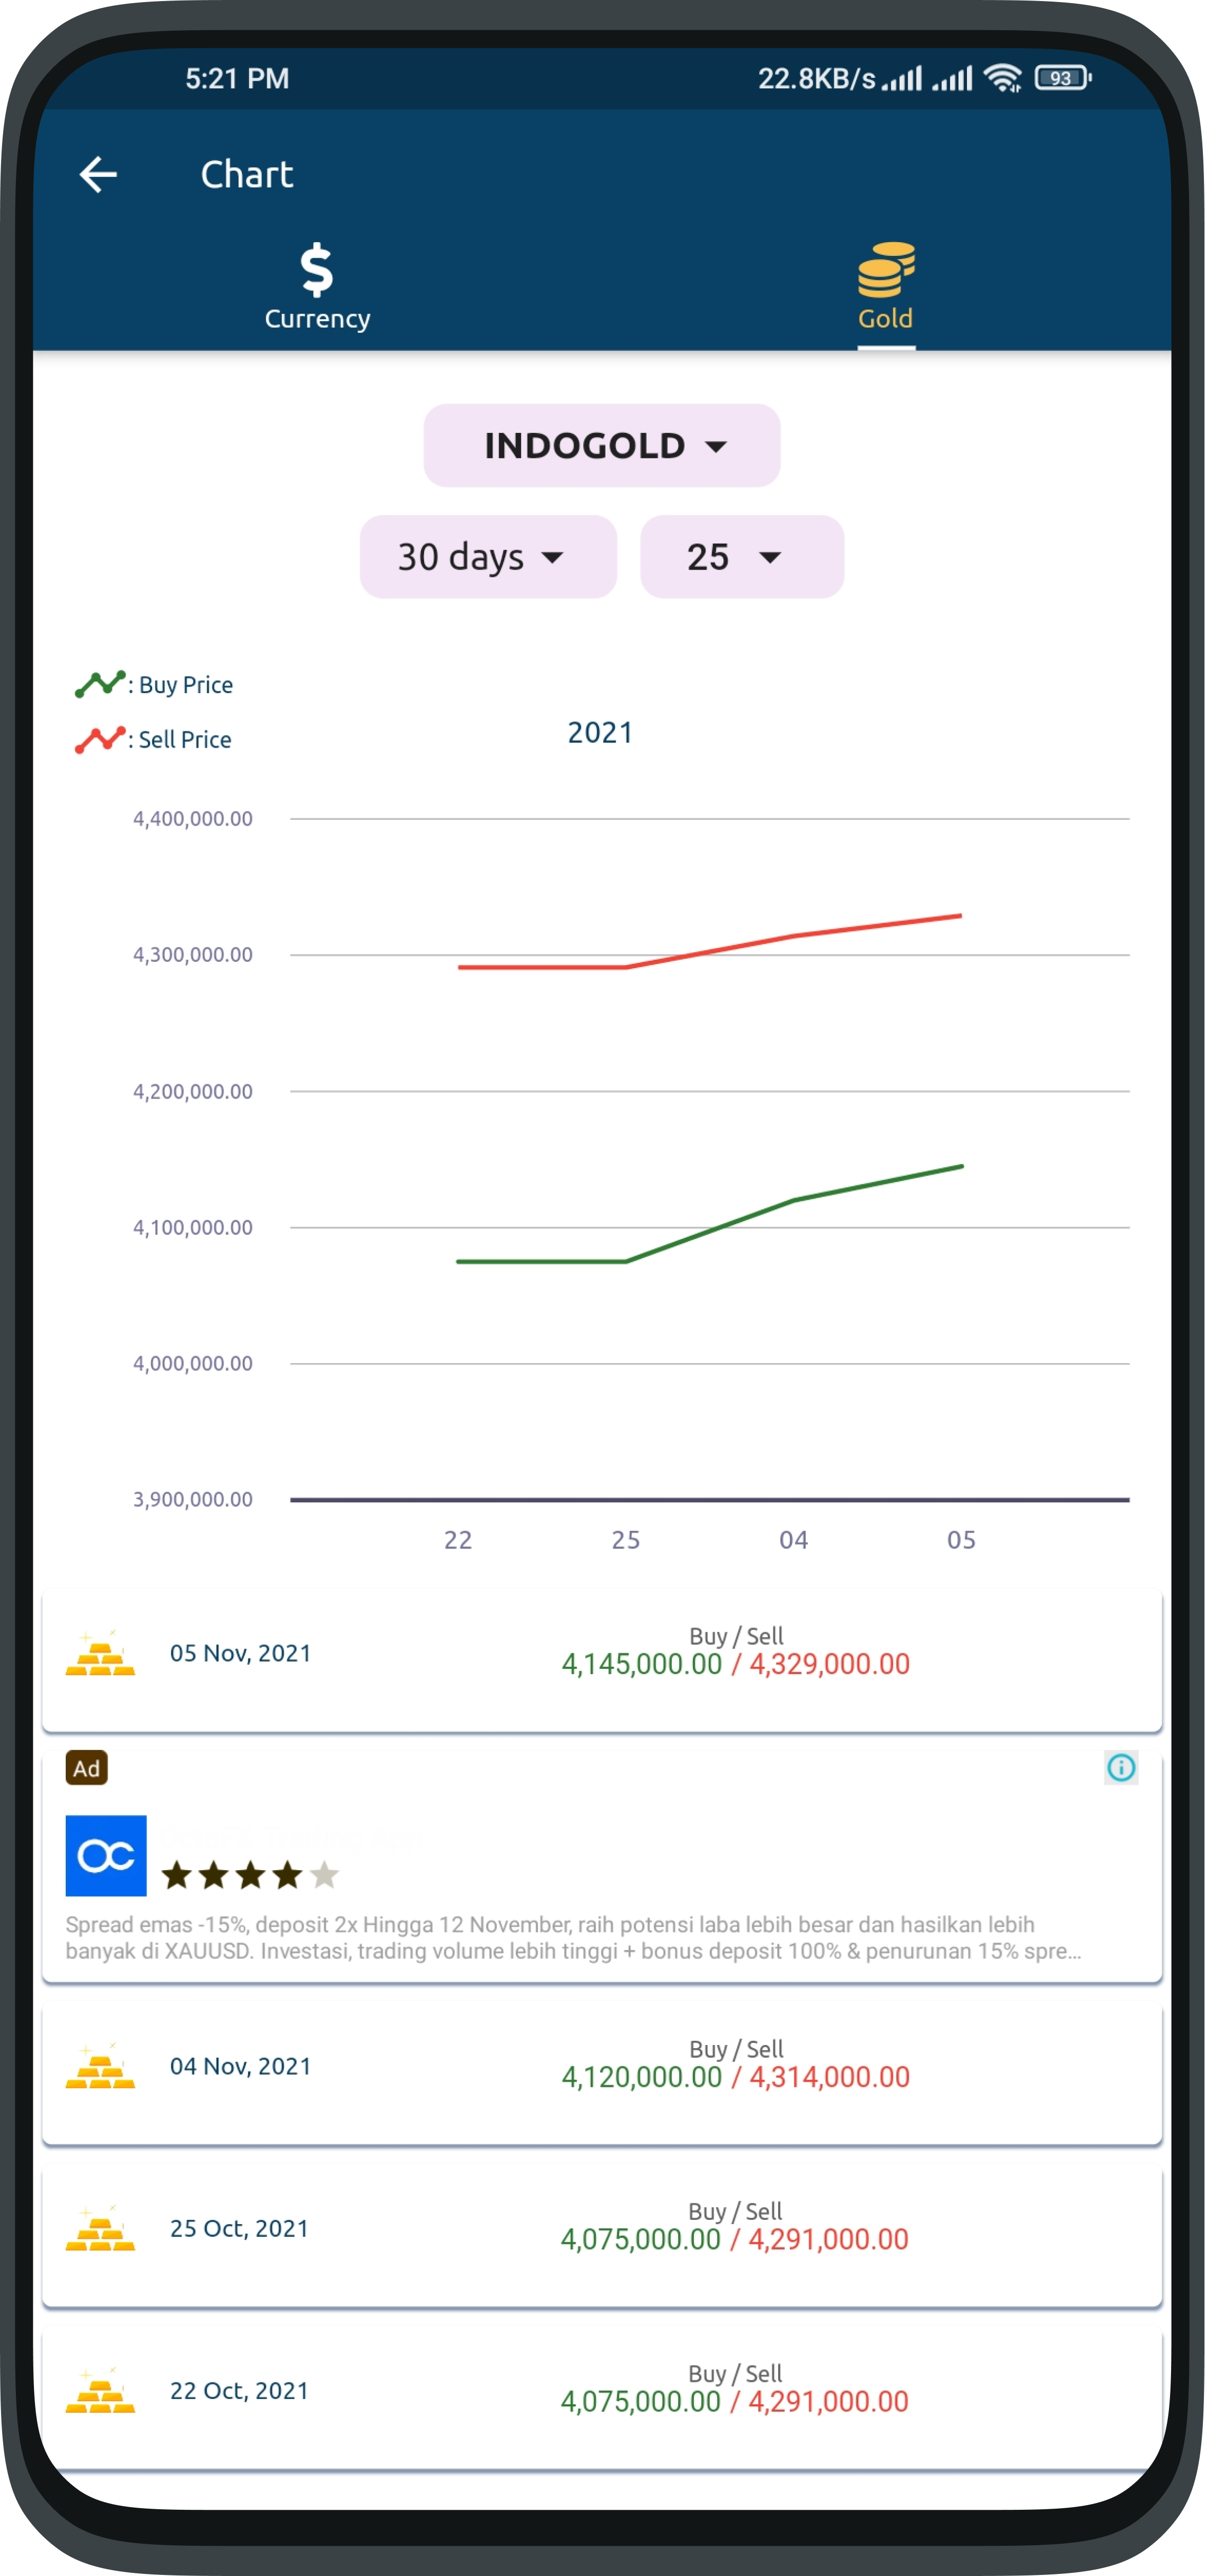 5:21 PM 22.8KB/s 93
Chart
Currency Gold
INDOGOLD
30 days 25
: Buy Price
: Sell Price
2021
4,400,000.00
4,300,000.00
4,200,000.00
4,100,000.00
4,000,000.00
3,900,000.00
22 25 04 05
Buy / Sell
05 Nov, 2021 4,145,000.00 / 4,329,000.00
Ad
OC
Spread emas -15%, deposit 2x Hingga 12 November, raih potensi laba lebih besar dan hasilkan lebih
banyak di XAUUSD. Investasi, trading volume lebih tinggi + bonus deposit 100% & penurunan 15% spre...
Buy / Sell
04 Nov, 2021 4,120,000.00 / 4,314,000.00
Buy / Sell
25 Oct, 2021 4,075,000.00 / 4,291,000.00
Buy / Sell
22 Oct, 2021 4,075,000.00 / 4,291,000.00